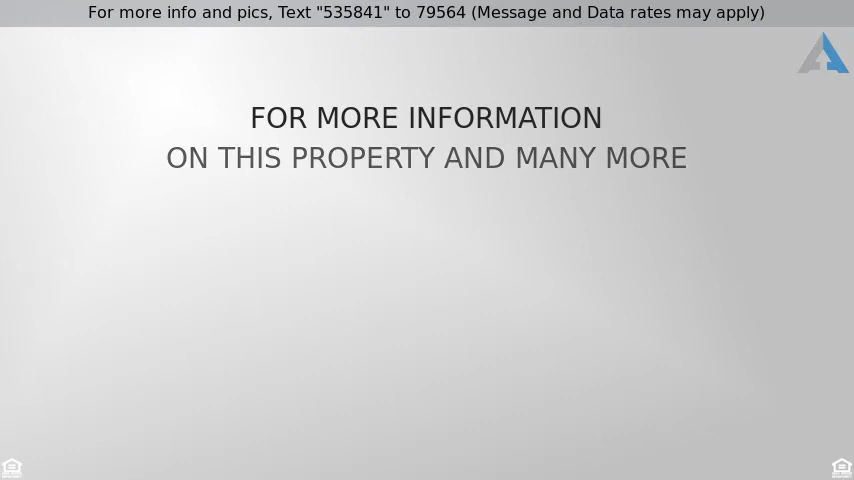 For more info and pics, Text "535841" to 79564 (Message and Data rates may apply)
FOR MORE INFORMATION
ON THIS PROPERTY AND MANY MORE